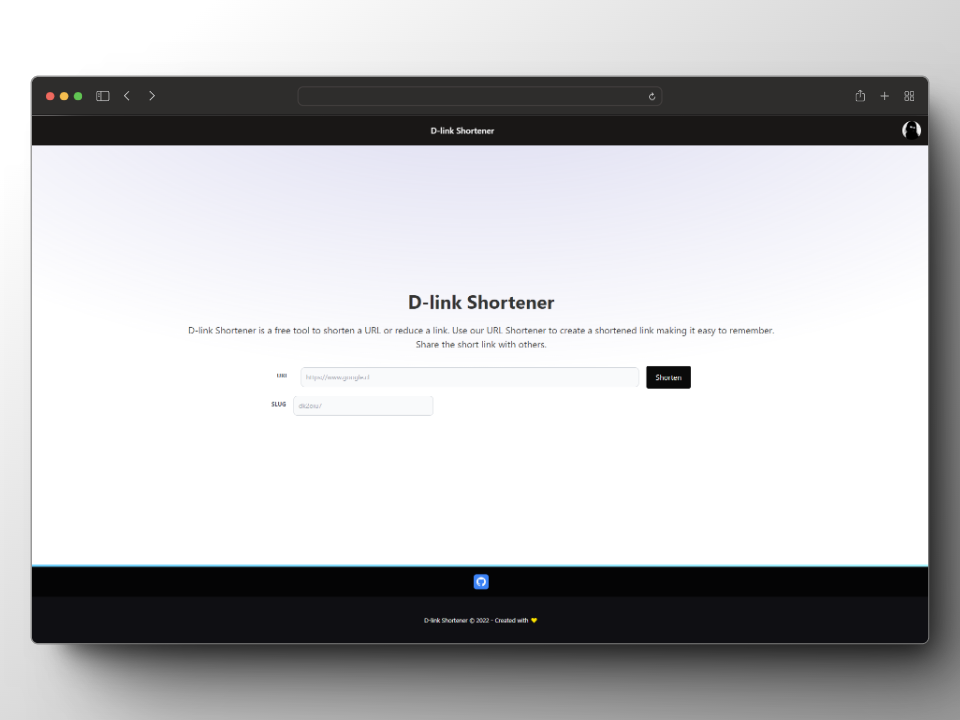 D-link Shortener
D-link Shortener
D-link Shortener is a free tool to shorten a URL or reduce a link. Use our URL Shortener to create a shortened link making it easy to remember.
Share the short link with others.
URL
https://www.google.cl
Shorten
SLUG
D-link Shortener © 2022 - Created with 💛